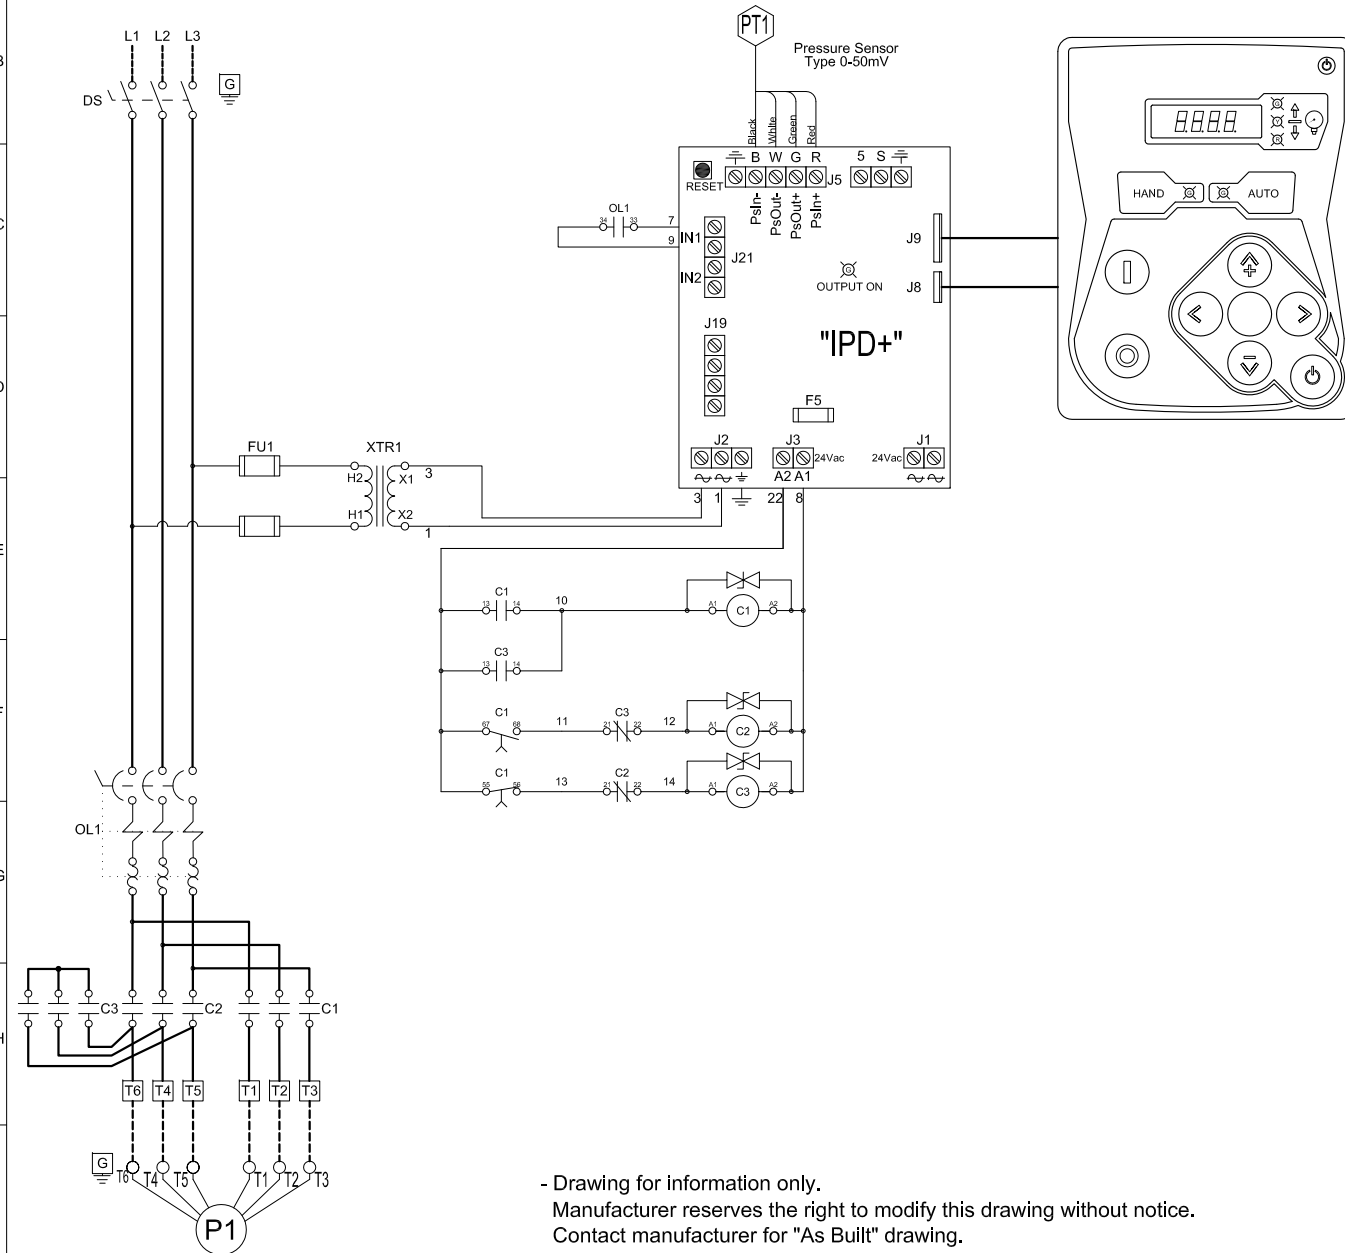 L1 L2 L3
DS
G
PT1
Pressure Sensor
Type 0-50mV
Black
White
Green
Red
B W G R
5 S
RESET
J5
PsIn-
PsOut-
PsOut+
PsIn+
OL1
34 33
7
9
IN1
IN2
J21
J9
J8
G
OUTPUT ON
J19
"IPD+"
F5
J2
J3
24Vac
A2 A1
24Vac
J1
3 1 22 8
8.8.8.8.
G
Y
R
HAND
G
G
AUTO
FU1
XTR1
H2
X1
3
H1
X2
1
C1
13 14
10
A1
C1
A2
C3
13 14
C1
67 68
11
C3
21 22
12
A1
C2
A2
C1
55 56
13
C2
21 22
14
A1
C3
A2
OL1
C3
C2
C1
T6 T4 T5 T1 T2 T3
G
T6 T4 T5 T1 T2 T3
P1
- Drawing for information only.
Manufacturer reserves the right to modify this drawing without notice.
Contact manufacturer for "As Built" drawing.
B
C
D
E
F
G
H